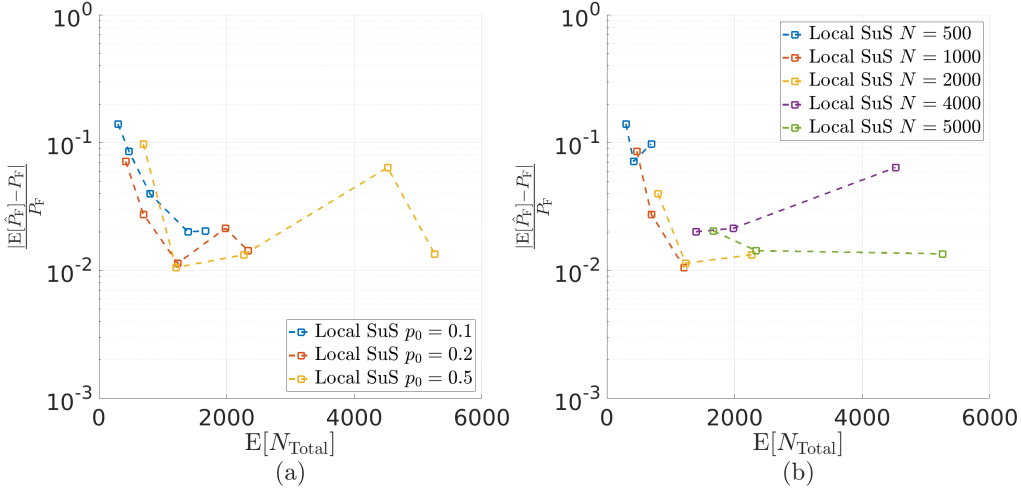 10^0
10^-1
10^-2
10^-3
|E[P̂_F]−P_F|
P_F
0 2000 4000 6000
E[N_Total]
(a)
Local SuS p_0 = 0.1
Local SuS p_0 = 0.2
Local SuS p_0 = 0.5
10^0
10^-1
10^-2
10^-3
|E[P̂_F]−P_F|
P_F
0 2000 4000 6000
E[N_Total]
(b)
Local SuS N = 500
Local SuS N = 1000
Local SuS N = 2000
Local SuS N = 4000
Local SuS N = 5000